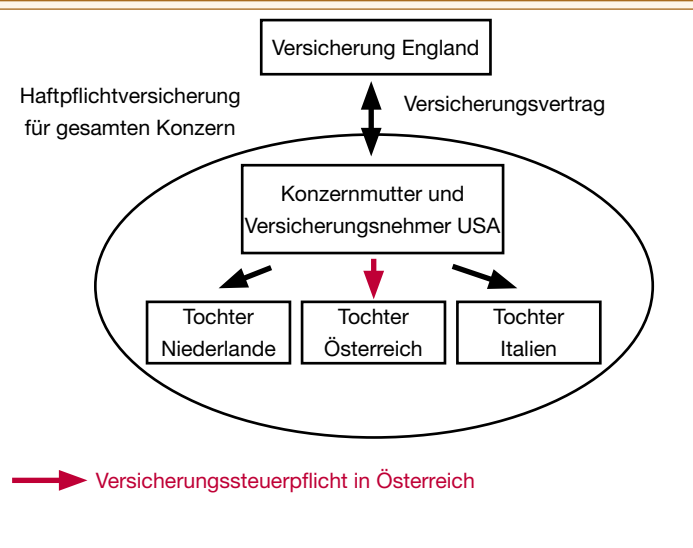 Versicherung England
Haftpflichtversicherung
für gesamten Konzern
Versicherungsvertrag
Konzernmutter und
Versicherungsnehmer USA
Tochter
Niederlande
Tochter
Österreich
Tochter
Italien
Versicherungssteuerpflicht in Österreich